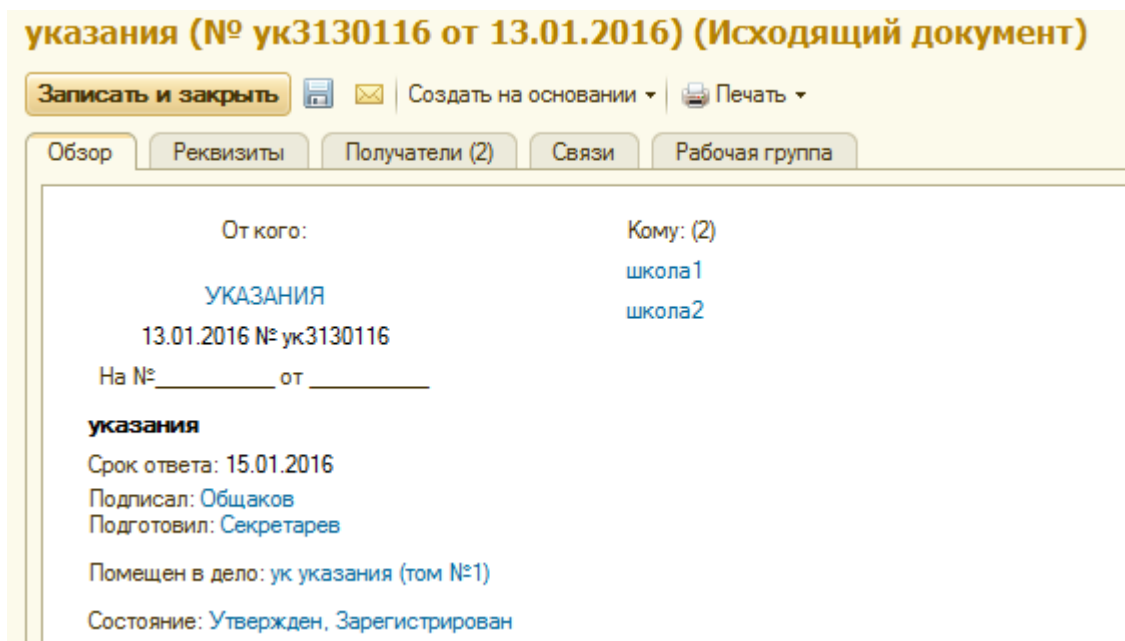 указания (№ ук3130116 от 13.01.2016) (Исходящий документ)
Записать и закрыть Создать на основании Печать
Обзор Реквизиты Получатели (2) Связи Рабочая группа
От кого: Кому: (2)
школа1
УКАЗАНИЯ
школа2
13.01.2016 № ук3130116
На №__________ от __________
указания
Срок ответа: 15.01.2016
Подписал: Общаков
Подготовил: Секретарев
Помещен в дело: ук указания (том №1)
Состояние: Утвержден, Зарегистрирован